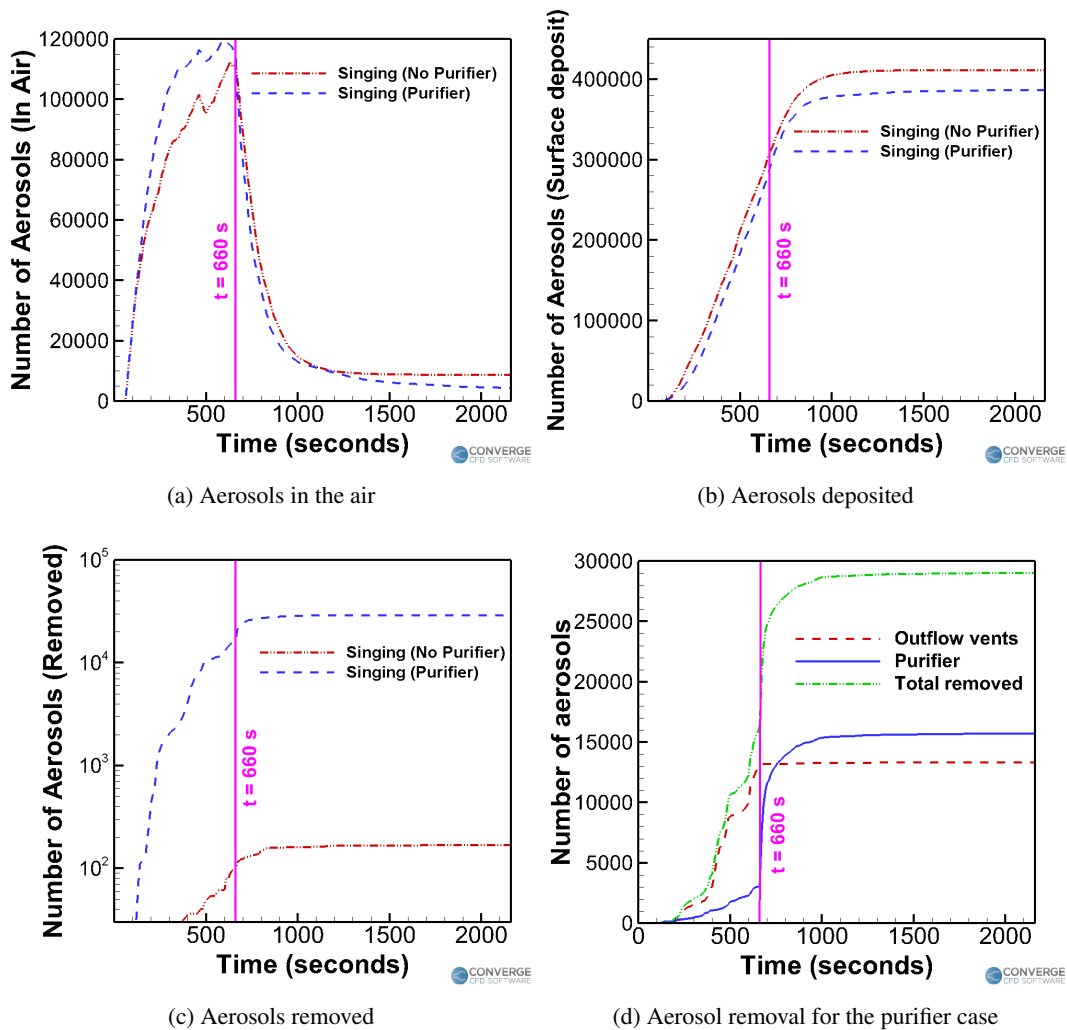 Number of Aerosols (In Air)
120000
100000
80000
60000
40000
20000
0
Singing (No Purifier)
Singing (Purifier)
t = 660 s
500
1000
1500
2000
Time (seconds)
CONVERGE
CFD SOFTWARE
(a) Aerosols in the air
Number of Aerosols (Surface deposit)
400000
300000
200000
100000
0
Singing (No Purifier)
Singing (Purifier)
t = 660 s
500
1000
1500
2000
Time (seconds)
CONVERGE
CFD SOFTWARE
(b) Aerosols deposited
Number of Aerosols (Removed)
10^5
10^4
10^3
10^2
Singing (No Purifier)
Singing (Purifier)
t = 660 s
500
1000
1500
2000
Time (seconds)
CONVERGE
CFD SOFTWARE
(c) Aerosols removed
Number of aerosols
30000
25000
20000
15000
10000
5000
0
Outflow vents
Purifier
Total removed
t = 660 s
0
500
1000
1500
2000
Time (seconds)
CONVERGE
CFD SOFTWARE
(d) Aerosol removal for the purifier case